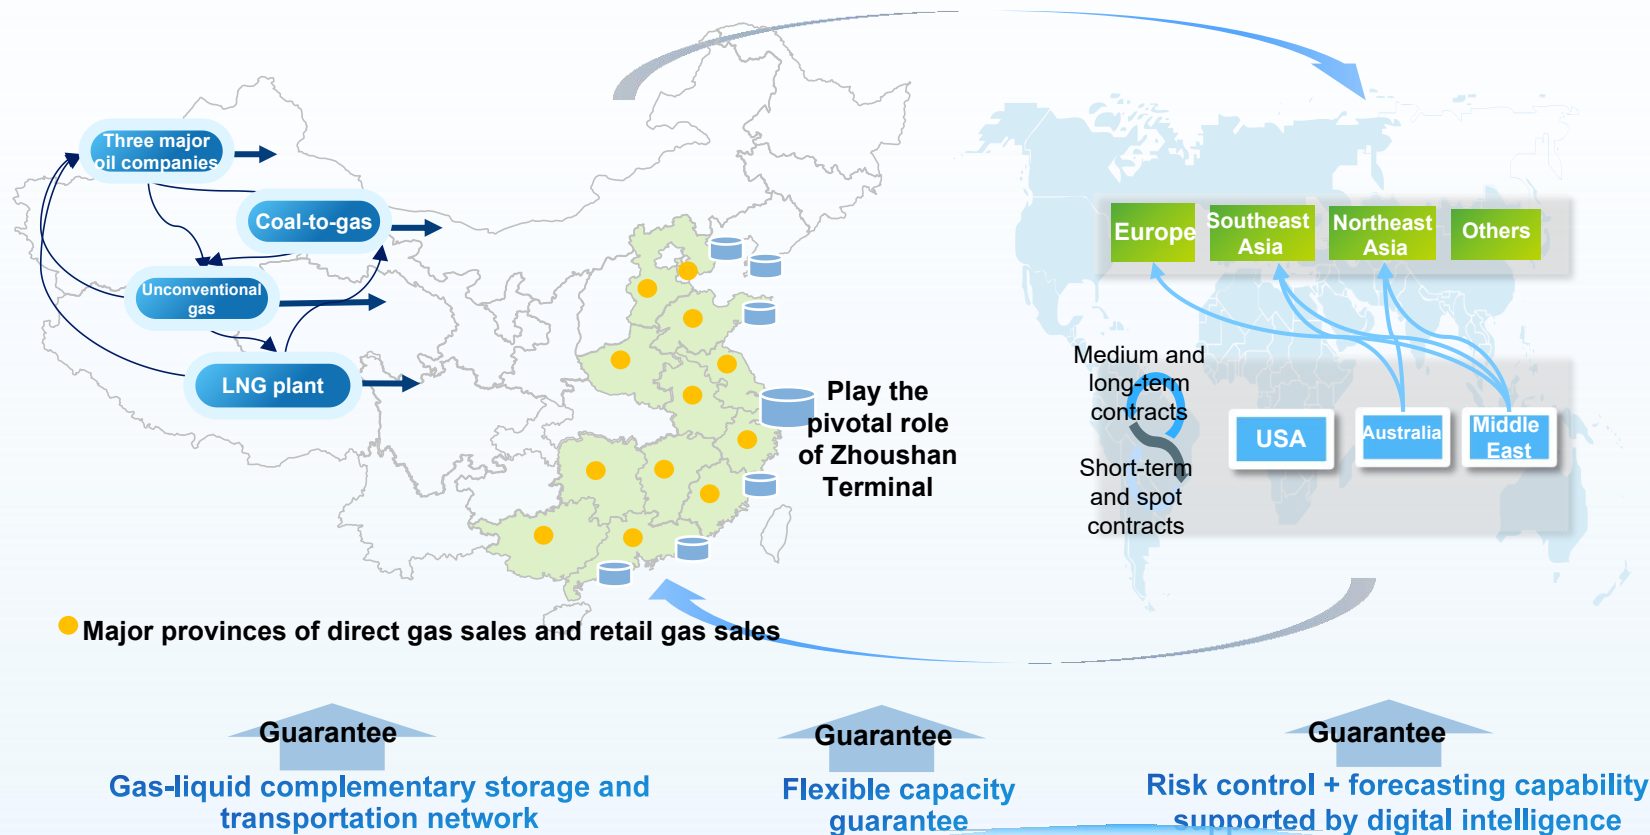 Three major
oil companies
Coal-to-gas
Unconventional
gas
LNG plant
Play the
pivotal role
of Zhoushan
Terminal
Major provinces of direct gas sales and retail gas sales
Europe
Southeast
Asia
Northeast
Asia
Others
Medium and
long-term
contracts
Short-term
and spot
contracts
USA
Australia
Middle
East
Guarantee
Gas-liquid complementary storage and
transportation network
Guarantee
Flexible capacity
guarantee
Guarantee
Risk control + forecasting capability
supported by digital intelligence